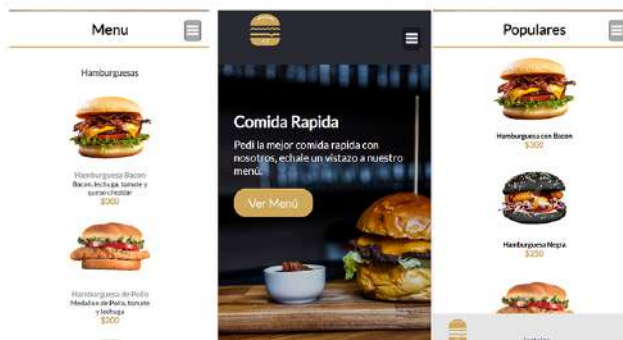 Menu
Hamburguesas
Hamburguesa Bacon
Bacon, lechuga, tomate y
queso cheddar
$300
Hamburguesa de Pollo
Medallon de Pollo, tomate
y lechuga
$200
Comida Rapida
Pedi la mejor comida rapida con
nosotros, echale un vistazo a nuestro
menú.
Ver Menú
Populares
Hamburguesa con Bacon
$300
Hamburguesa Negra
$250